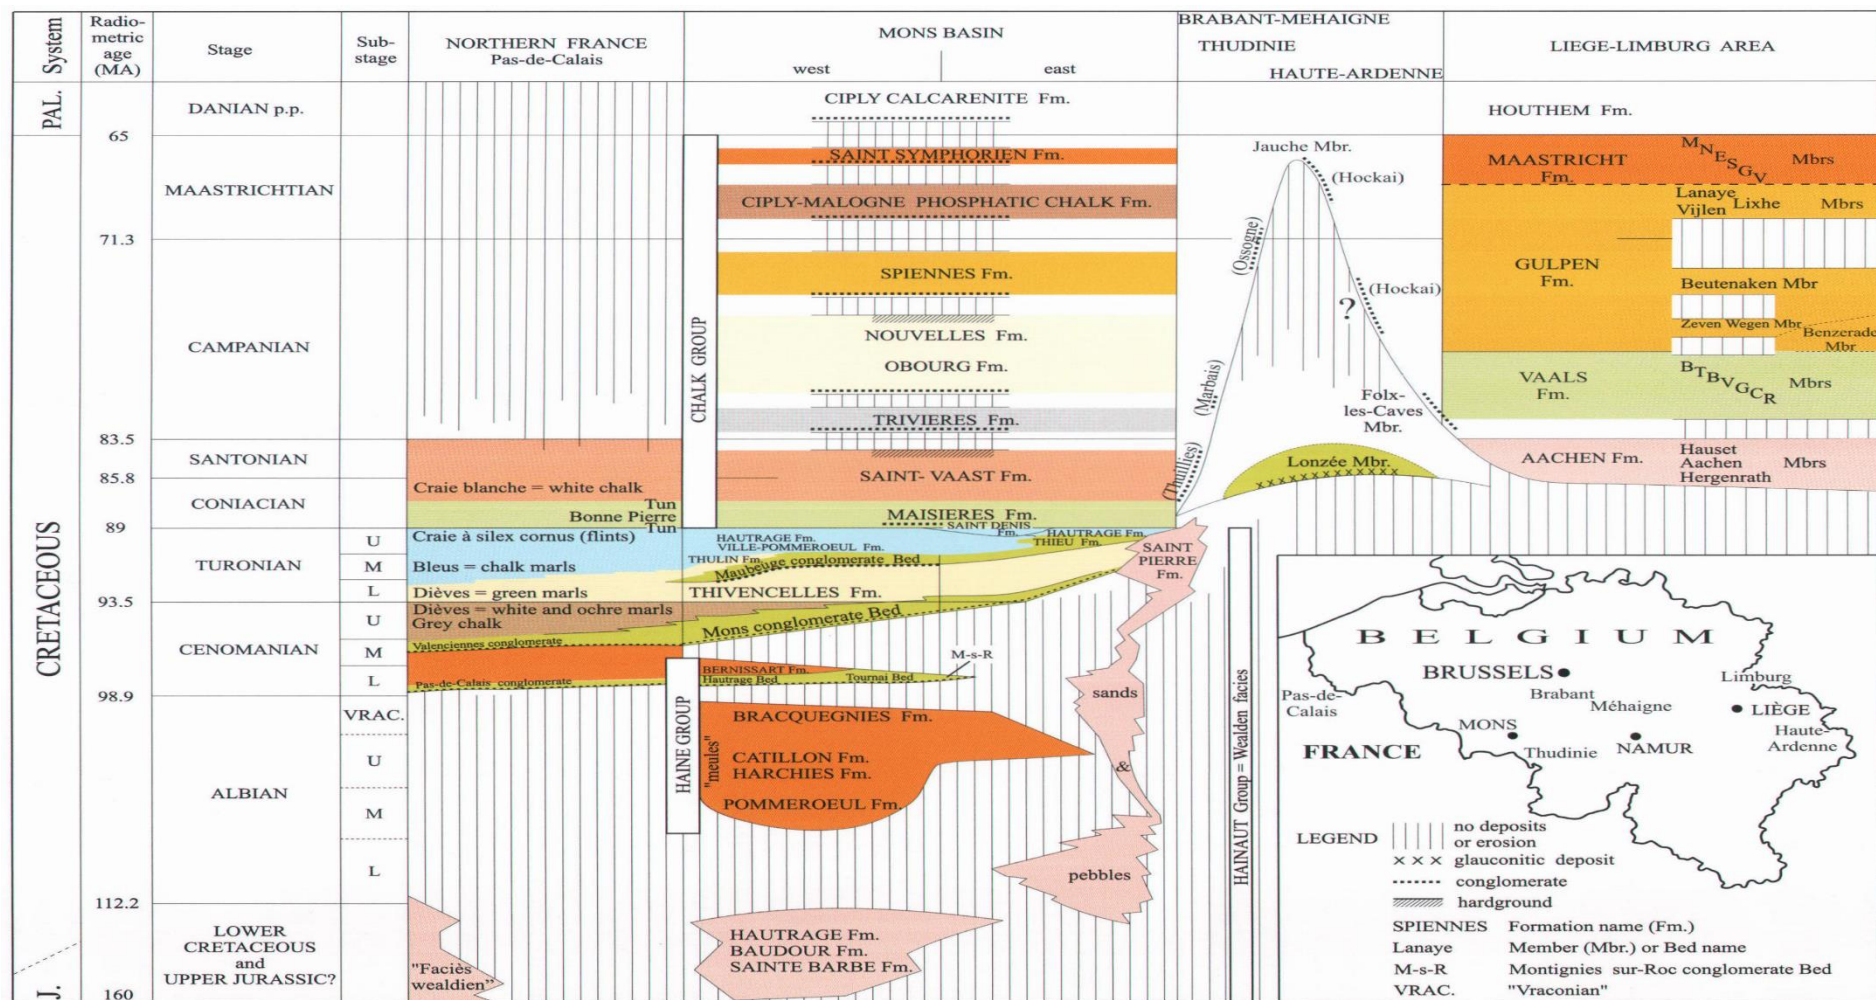 System
Radio-
metric
age
(MA)
Stage
Sub-
stage
NORTHERN FRANCE
Pas-de-Calais
MONS BASIN
west
east
BRABANT-MEHAIGNE
THUDINIE
HAUTE-ARDENNE
LIEGE-LIMBURG AREA
PAL.
CRETACEOUS
J.
65
71.3
83.5
85.8
89
93.5
98.9
112.2
160
DANIAN p.p.
MAASTRICHTIAN
CAMPANIAN
SANTONIAN
CONIACIAN
TURONIAN
CENOMANIAN
ALBIAN
LOWER
CRETACEOUS
and
UPPER JURASSIC?
U
M
L
U
M
L
VRAC.
U
M
L
Craie blanche = white chalk
Tun
Bonne Pierre
Tun
Craie à silex cornus (flints)
Bleus = chalk marls
Dièves = green marls
Dièves = white and ochre marls
Grey chalk
Valenciennes conglomerate
Pas-de-Calais conglomerate
"Faciès
wealdien"
CHALK GROUP
HAINE GROUP
"meules"
CIPLY CALCARENITE Fm.
SAINT SYMPHORIEN Fm.
CIPLY-MALOGNE PHOSPHATIC CHALK Fm.
SPIENNES Fm.
NOUVELLES Fm.
OBOURG Fm.
TRIVIERES Fm.
SAINT- VAAST Fm.
MAISIERES Fm.
SAINT DENIS
Fm.
HAUTRAGE Fm.
VILLE-POMMEROEUL Fm.
HAUTRAGE Fm.
THIEU Fm.
THULIN Fm.
Maubeuge conglomerate Bed
THIVENCELLES Fm.
Mons conglomerate Bed
SAINT
PIERRE
Fm.
M-s-R
BERNISSART Fm.
Hautrage Bed
Tournai Bed
BRACQUEGNIES Fm.
CATILLON Fm.
HARCHIES Fm.
POMMEROEUL Fm.
sands
&
pebbles
HAUTRAGE Fm.
BAUDOUR Fm.
SAINTE BARBE Fm.
HAINAUT Group = Wealden facies
Jauche Mbr.
(Hockai)
(Ossogne)
(Hockai)
?
(Marbais)
Folx-
les-Caves
Mbr.
(Thuillies)
Lonzée Mbr.
HOUTHEM Fm.
MAASTRICHT
Fm.
M N E S G V Mbrs
Lanaye
Vijlen Lixhe Mbrs
GULPEN
Fm.
Beutenaken Mbr
Zeven Wegen Mbr
Benzerade
Mbr.
VAALS
Fm.
B T B V G C R Mbrs
AACHEN Fm.
Hauset
Aachen Mbrs
Hergenrath
BELGIUM
BRUSSELS
Brabant
Méhaigne
Limburg
LIÈGE
Haute-
Ardenne
Pas-de-
Calais
MONS
FRANCE
Thudinie
NAMUR
LEGEND
no deposits
or erosion
x x x glauconitic deposit
conglomerate
hardground
SPIENNES Formation name (Fm.)
Lanaye Member (Mbr.) or Bed name
M-s-R Montignies sur-Roc conglomerate Bed
VRAC. "Vraconian"